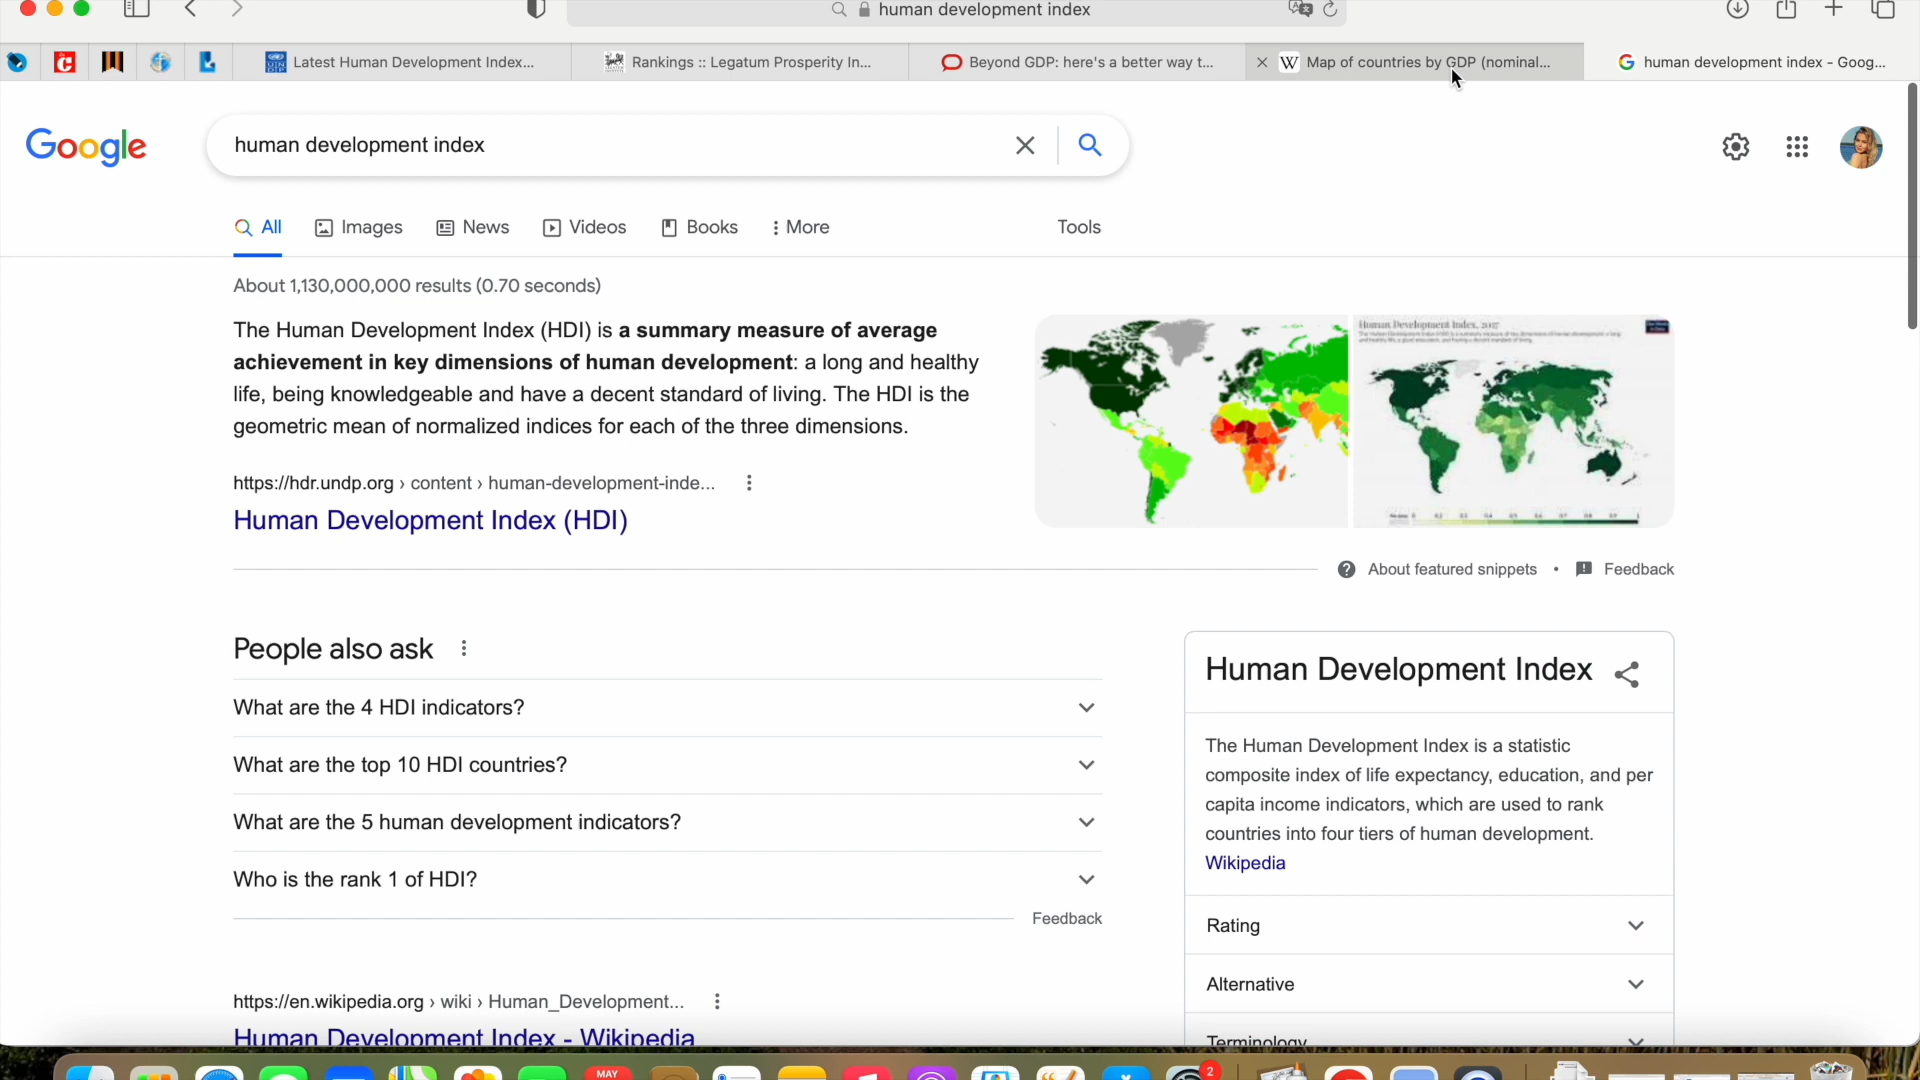 human development index
Latest Human Development Index...
Rankings :: Legatum Prosperity In...
Beyond GDP: here's a better way t...
Map of countries by GDP (nominal...
human development index - Goog...
Google
human development index
All
Images
News
Videos
Books
More
Tools
About 1,130,000,000 results (0.70 seconds)
The Human Development Index (HDI) is a summary measure of average
achievement in key dimensions of human development: a long and healthy
life, being knowledgeable and have a decent standard of living. The HDI is the
geometric mean of normalized indices for each of the three dimensions.
Human Development Index, 2017
https://hdr.undp.org › content › human-development-inde...
Human Development Index (HDI)
About featured snippets
•
Feedback
People also ask
What are the 4 HDI indicators?
What are the top 10 HDI countries?
What are the 5 human development indicators?
Who is the rank 1 of HDI?
Feedback
Human Development Index
The Human Development Index is a statistic
composite index of life expectancy, education, and per
capita income indicators, which are used to rank
countries into four tiers of human development.
Wikipedia
Rating
Alternative
Terminology
https://en.wikipedia.org › wiki › Human_Development...
Human Development Index - Wikipedia
MAY
2